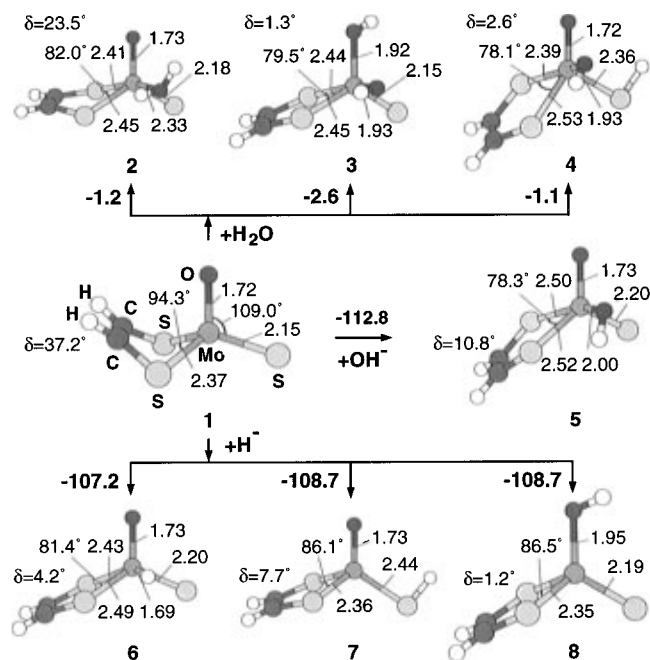 δ=23.5°
82.0° 2.41
1.73
2.18
2.45 2.33
2
δ=1.3°
79.5° 2.44
1.92
2.15
2.45 1.93
3
δ=2.6°
78.1° 2.39
1.72
2.36
2.53 1.93
4
-1.2
-2.6
-1.1
+H₂O
O
H
H
C
C
S
S
S
Mo
94.3°
1.72
109.0°
2.15
2.37
δ=37.2°
1
-112.8
+OH⁻
78.3° 2.50
1.73
2.20
δ=10.8°
2.52 2.00
5
+H⁻
-107.2
-108.7
-108.7
81.4° 2.43
1.73
2.20
δ=4.2°
2.49 1.69
6
86.1°
1.73
2.44
δ=7.7°
2.36
7
86.5°
1.95
2.19
δ=1.2°
2.35
8